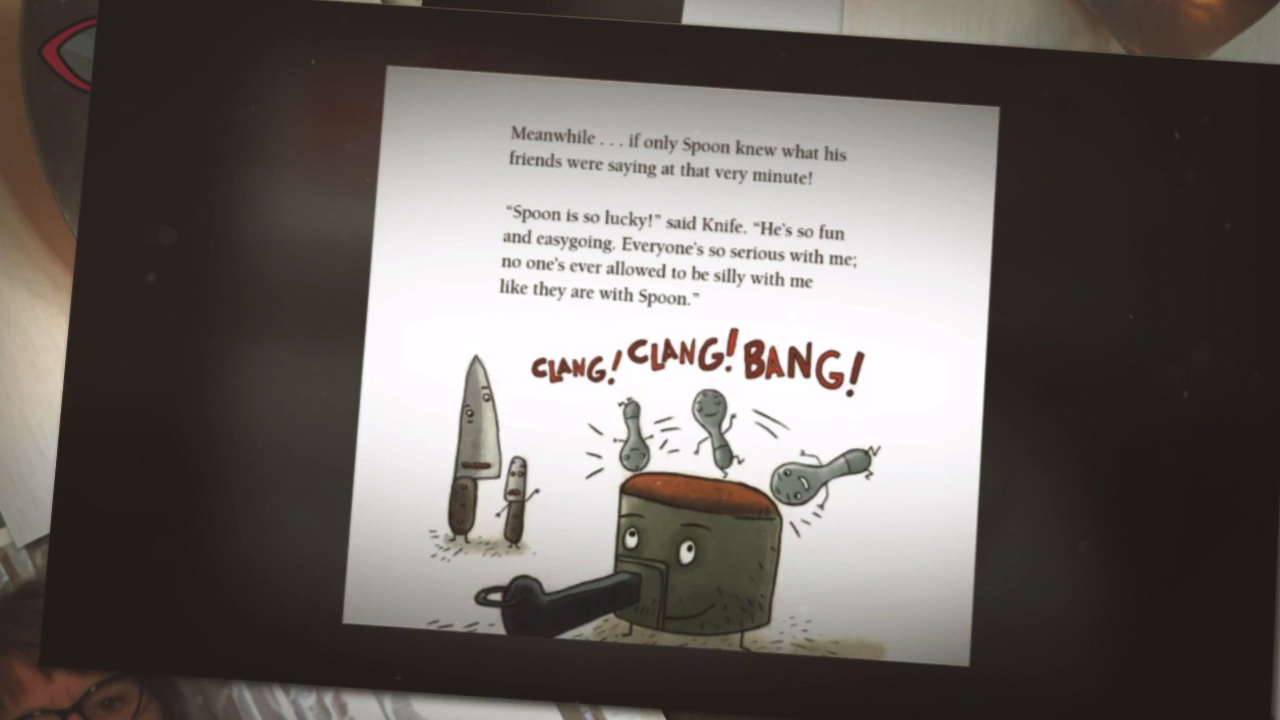 Meanwhile . . . if only Spoon knew what his
friends were saying at that very minute!
“Spoon is so lucky!” said Knife. “He’s so fun
and easygoing. Everyone’s so serious with me;
no one’s ever allowed to be silly with me
like they are with Spoon.”
CLANG! CLANG! BANG!